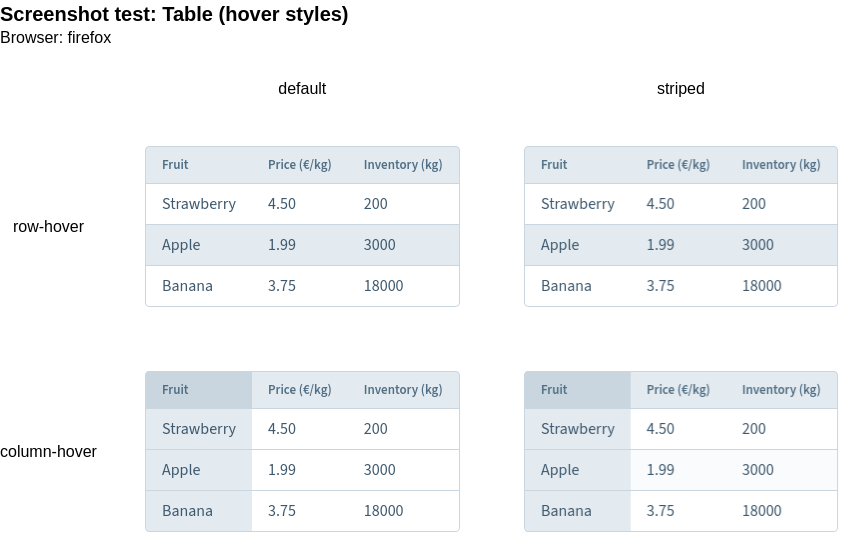 Screenshot test: Table (hover styles)
Browser: firefox
default striped
Fruit Price (€/kg) Inventory (kg) Fruit Price (€/kg) Inventory (kg)
Strawberry 4.50 200 Strawberry 4.50 200
row-hover Apple 1.99 3000 Apple 1.99 3000
Banana 3.75 18000 Banana 3.75 18000
Fruit Price (€/kg) Inventory (kg) Fruit Price (€/kg) Inventory (kg)
Strawberry 4.50 200 Strawberry 4.50 200
column-hover Apple 1.99 3000 Apple 1.99 3000
Banana 3.75 18000 Banana 3.75 18000